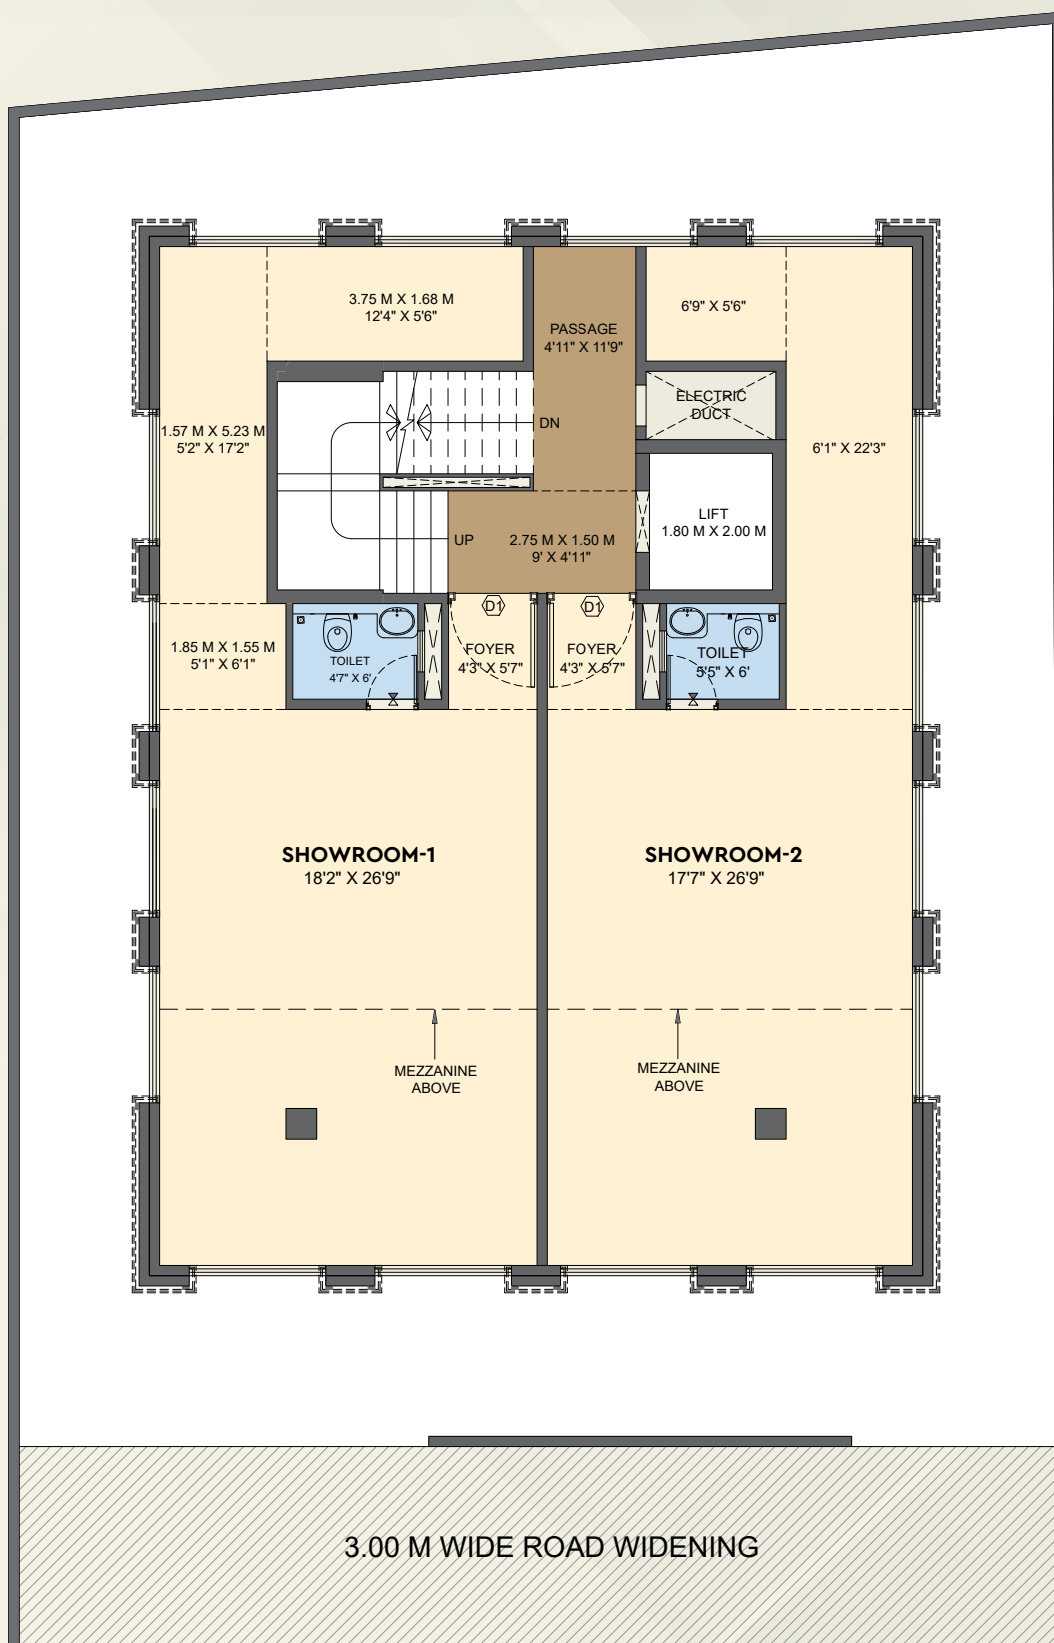 3.75 M X 1.68 M
12'4" X 5'6"
PASSAGE
4'11" X 11'9"
6'9" X 5'6"
ELECTRIC
DUCT
1.57 M X 5.23 M
5'2" X 17'2"
DN
6'1" X 22'3"
LIFT
1.80 M X 2.00 M
UP
2.75 M X 1.50 M
9' X 4'11"
D1
D1
1.85 M X 1.55 M
5'1" X 6'1"
TOILET
4'7" X 6'
FOYER
4'3" X 5'7"
FOYER
4'3" X 5'7"
TOILET
5'5" X 6'
SHOWROOM-1
18'2" X 26'9"
SHOWROOM-2
17'7" X 26'9"
MEZZANINE
ABOVE
MEZZANINE
ABOVE
3.00 M WIDE ROAD WIDENING